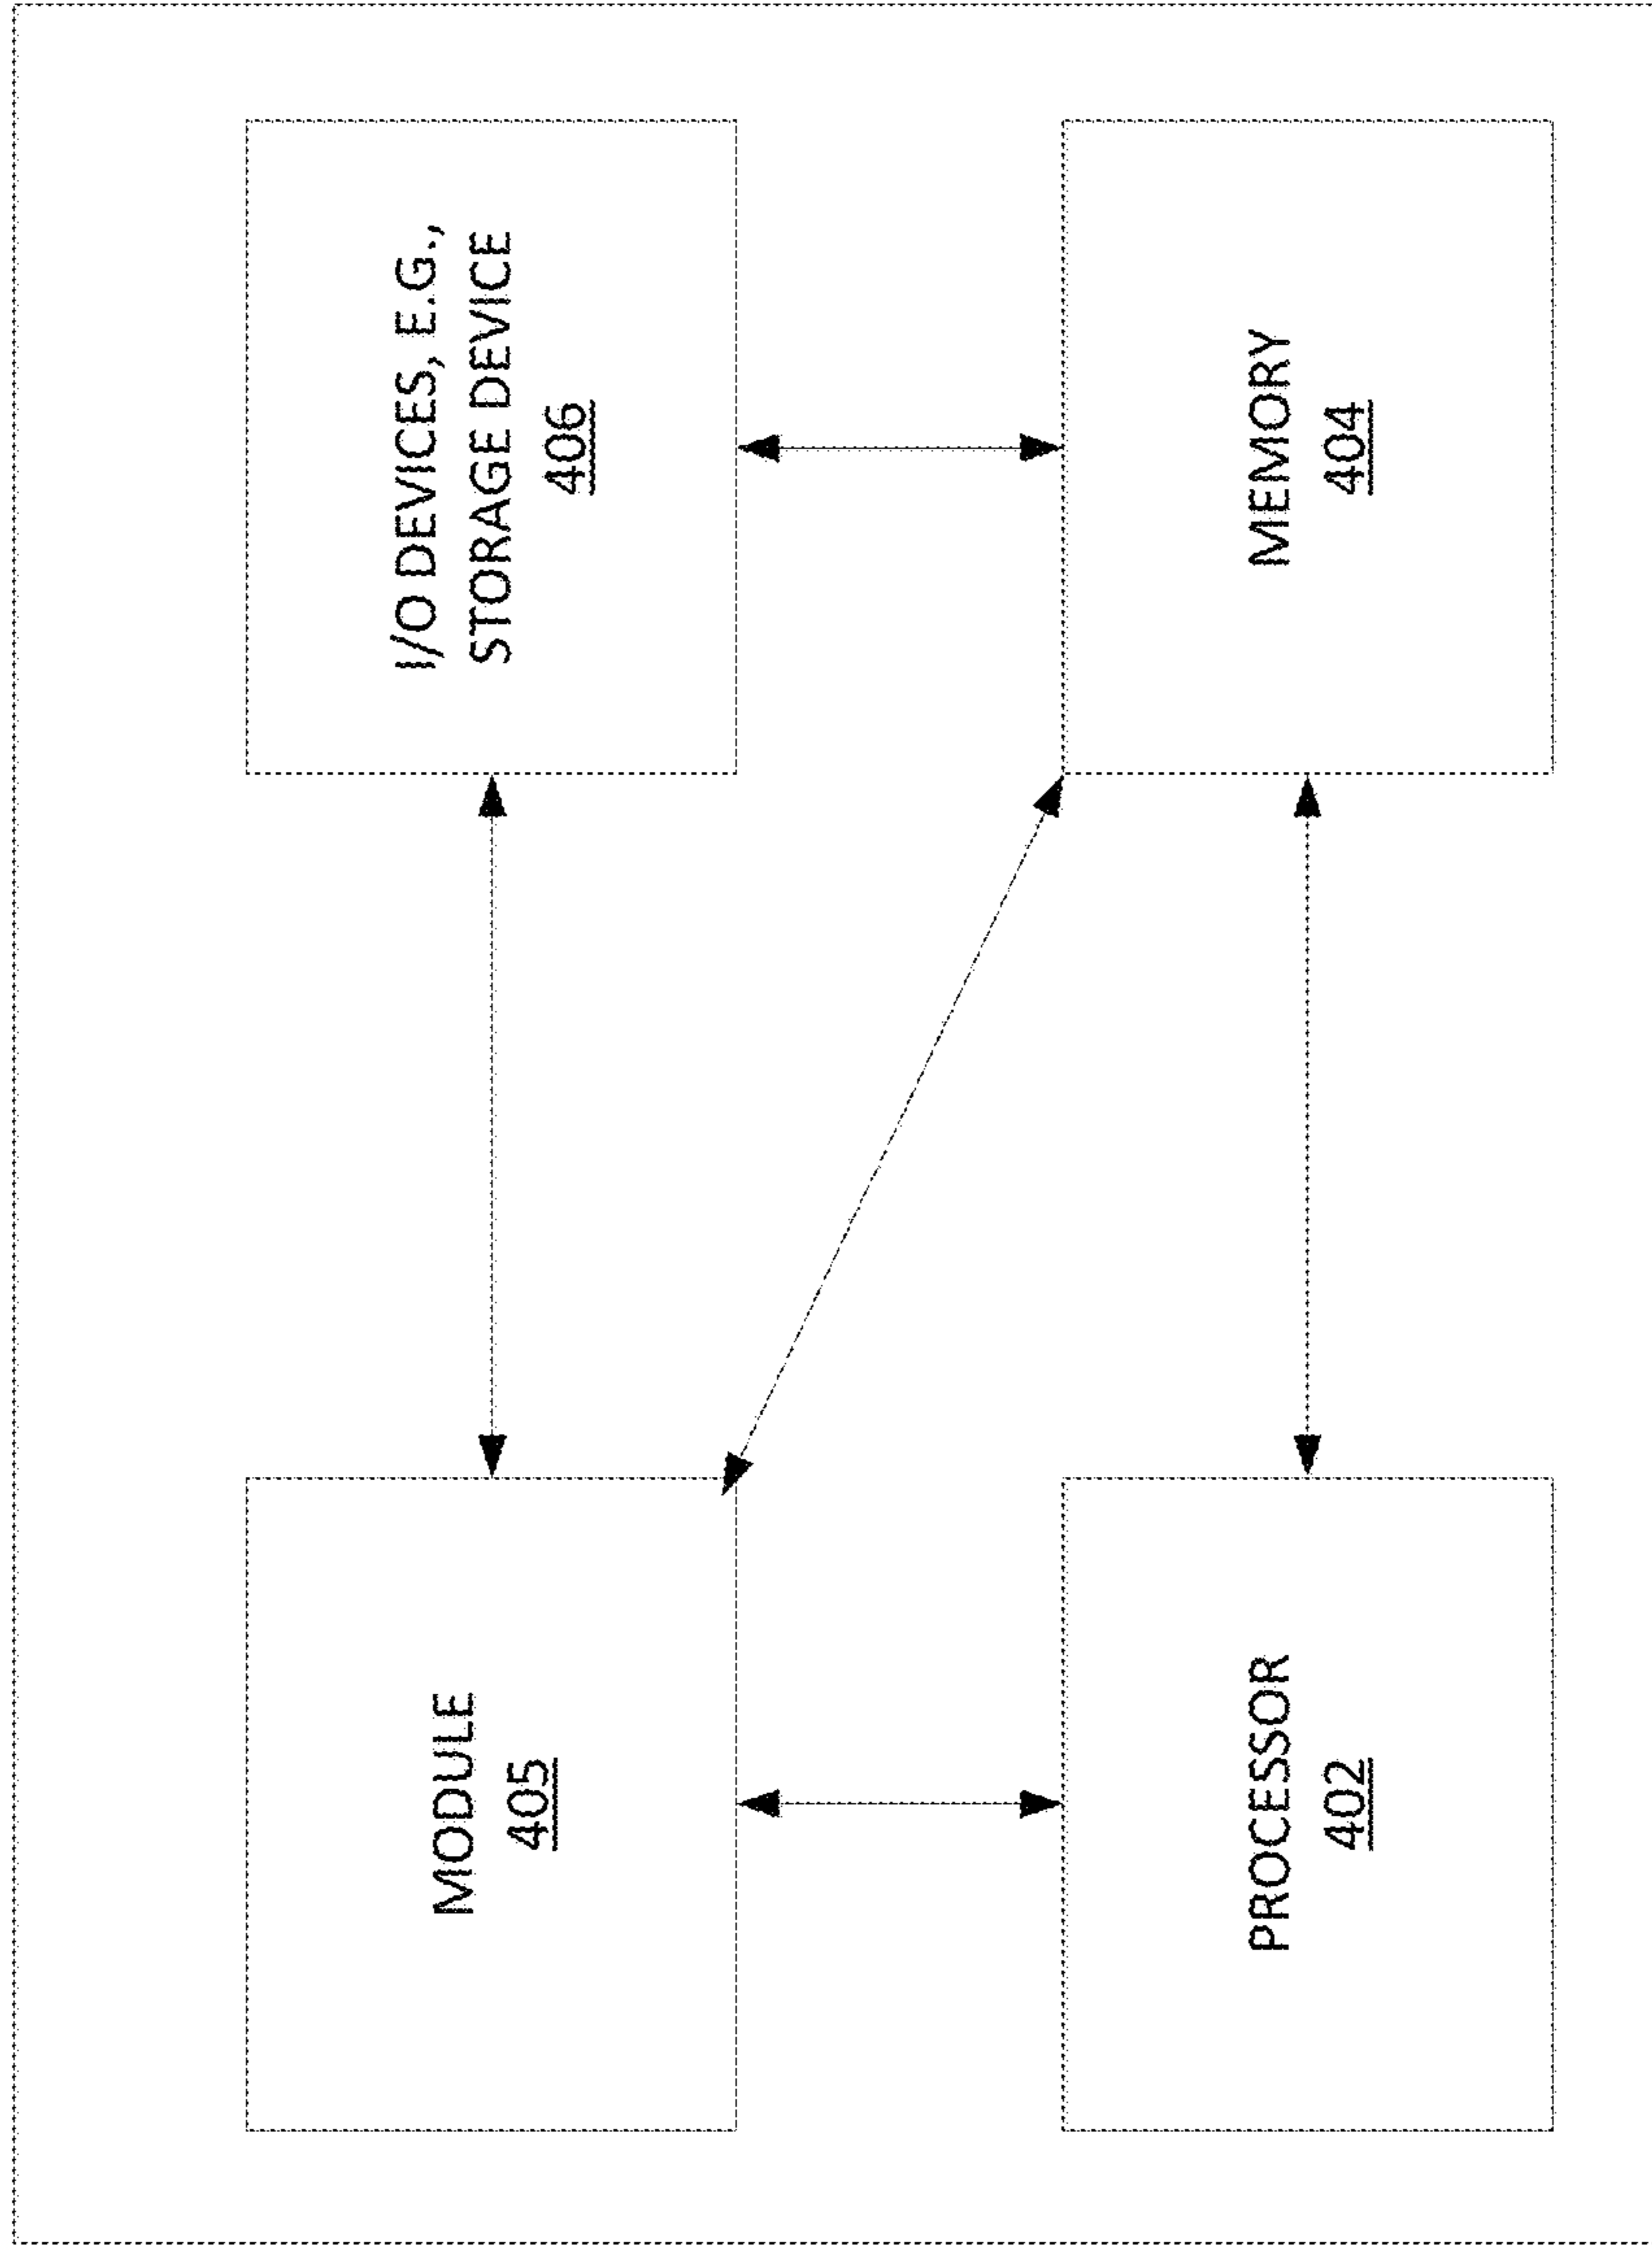 MODULE
405
I/O DEVICES, E.G.,
STORAGE DEVICE
406
PROCESSOR
402
MEMORY
404